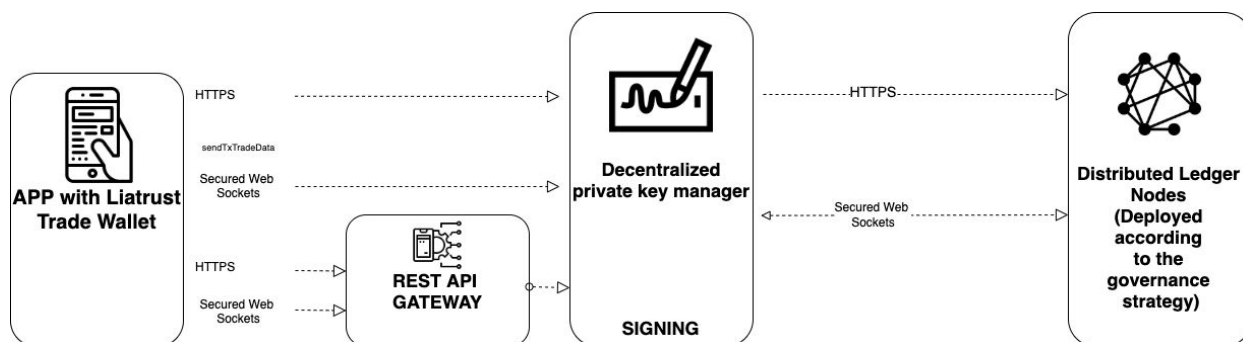 HTTPS
sendTxTradeData
Secured Web
Sockets
APP with Liatrust
Trade Wallet
HTTPS
Secured Web
Sockets
REST API
GATEWAY
Decentralized
private key manager
SIGNING
HTTPS
Secured Web
Sockets
Distributed Ledger
Nodes
(Deployed
according
to the
governance
strategy)